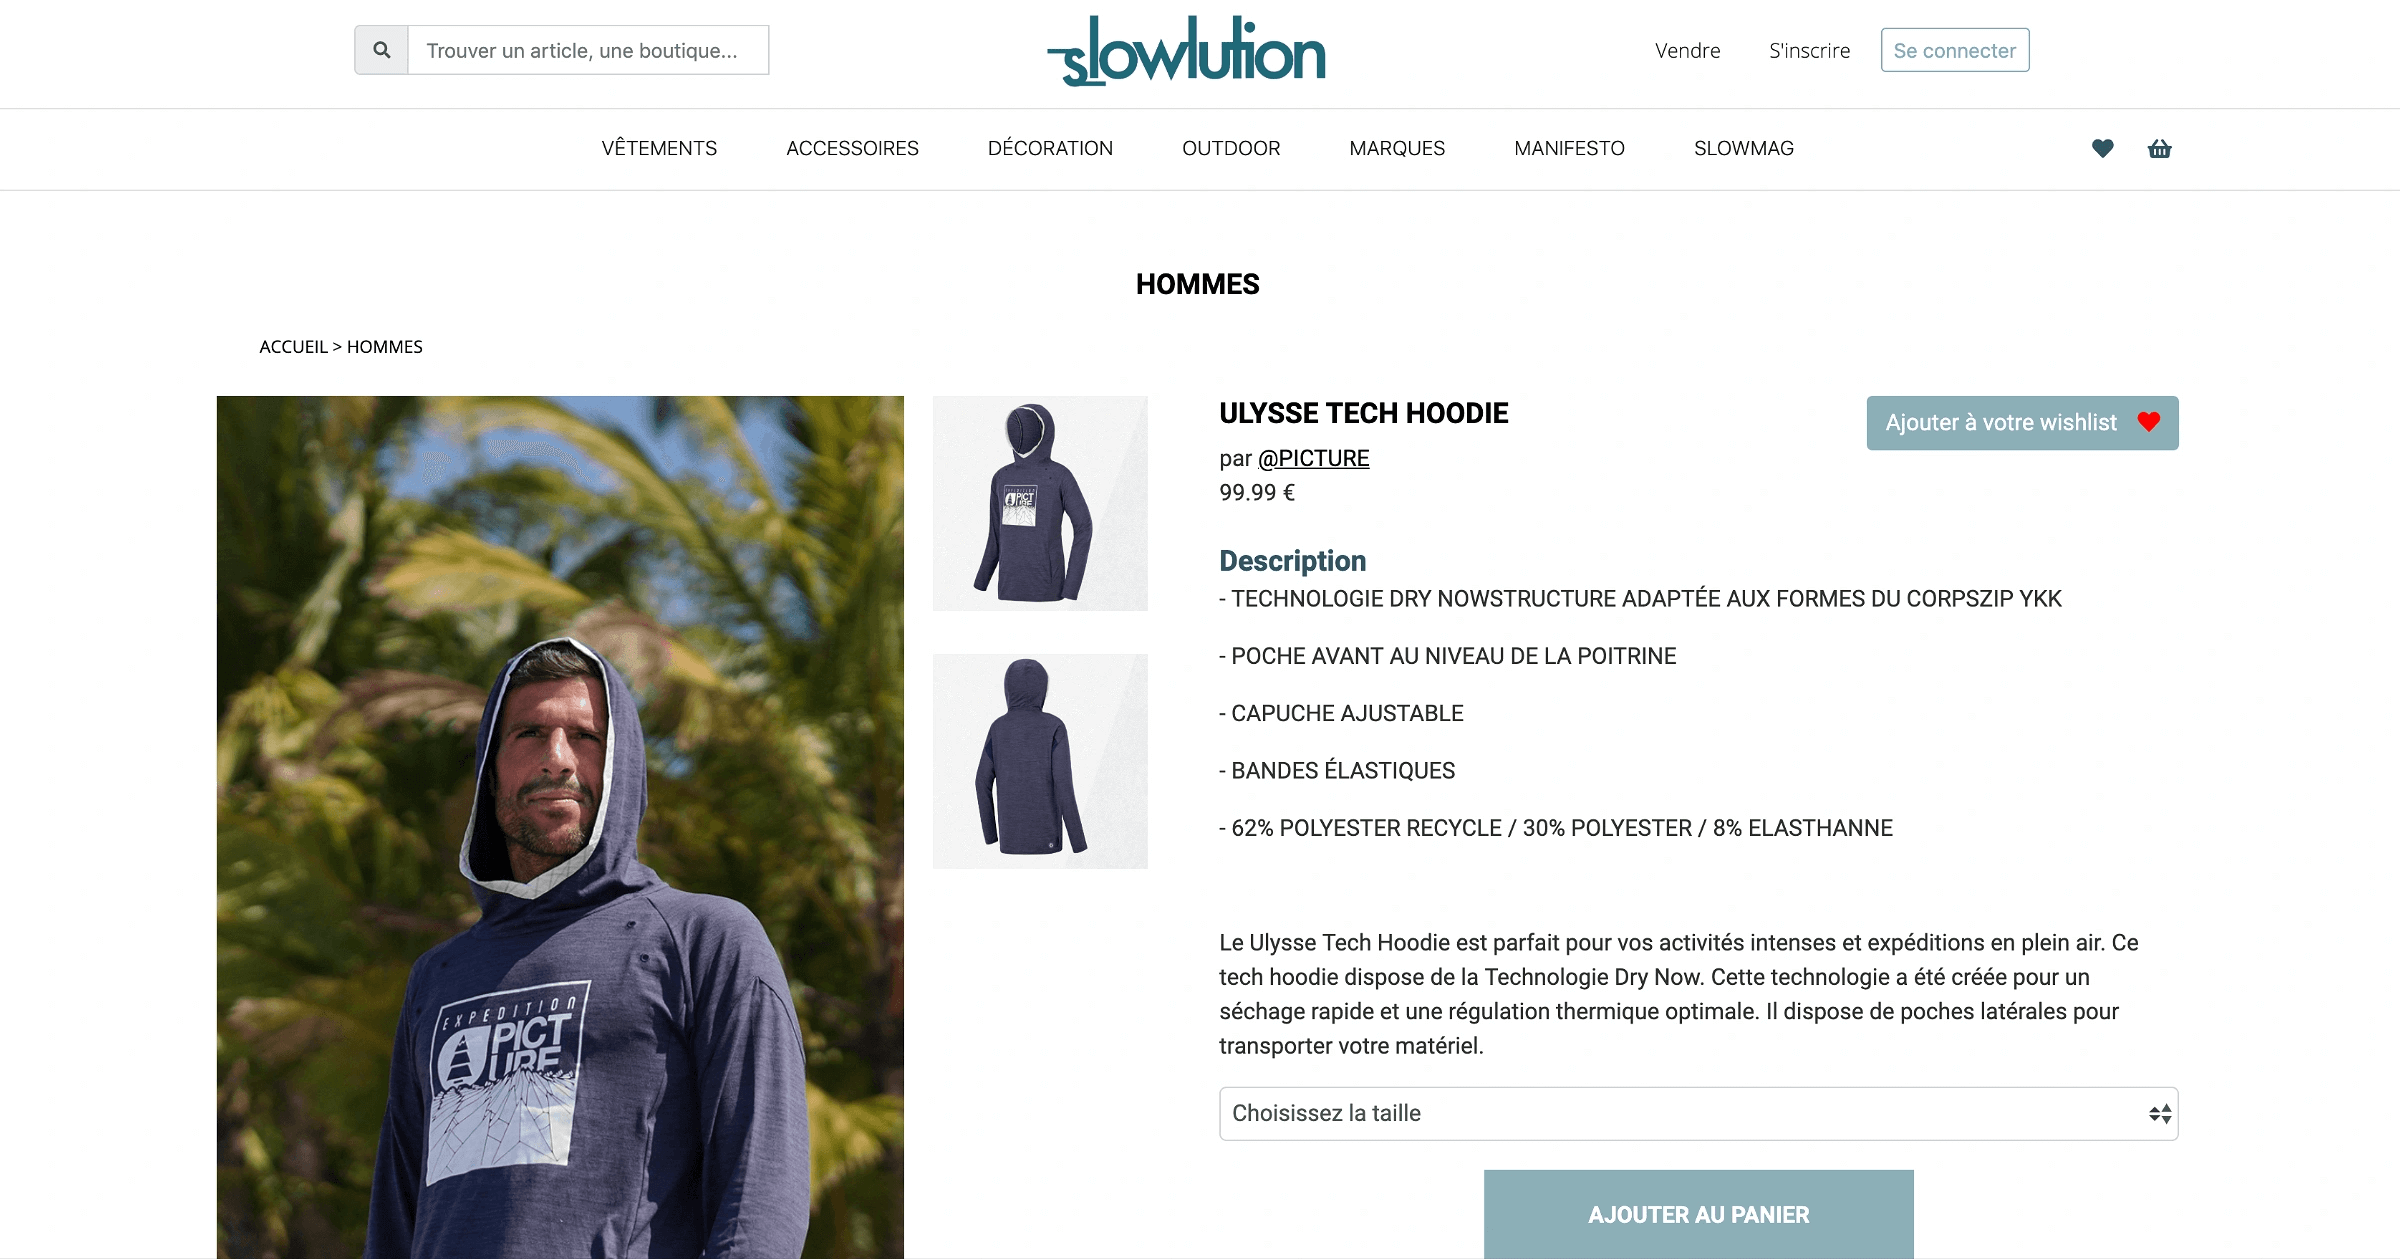 Trouver un article, une boutique...
slowlution
Vendre
S'inscrire
Se connecter
VÊTEMENTS
ACCESSOIRES
DÉCORATION
OUTDOOR
MARQUES
MANIFESTO
SLOWMAG
HOMMES
ACCUEIL > HOMMES
EXPEDITION
PICT
URE
EXPEDITION
PICT
URE
ULYSSE TECH HOODIE
Ajouter à votre wishlist
par @PICTURE
99.99 €
Description
- TECHNOLOGIE DRY NOWSTRUCTURE ADAPTÉE AUX FORMES DU CORPSZIP YKK
- POCHE AVANT AU NIVEAU DE LA POITRINE
- CAPUCHE AJUSTABLE
- BANDES ÉLASTIQUES
- 62% POLYESTER RECYCLE / 30% POLYESTER / 8% ELASTHANNE
Le Ulysse Tech Hoodie est parfait pour vos activités intenses et expéditions en plein air. Ce
tech hoodie dispose de la Technologie Dry Now. Cette technologie a été créée pour un
séchage rapide et une régulation thermique optimale. Il dispose de poches latérales pour
transporter votre matériel.
Choisissez la taille
AJOUTER AU PANIER